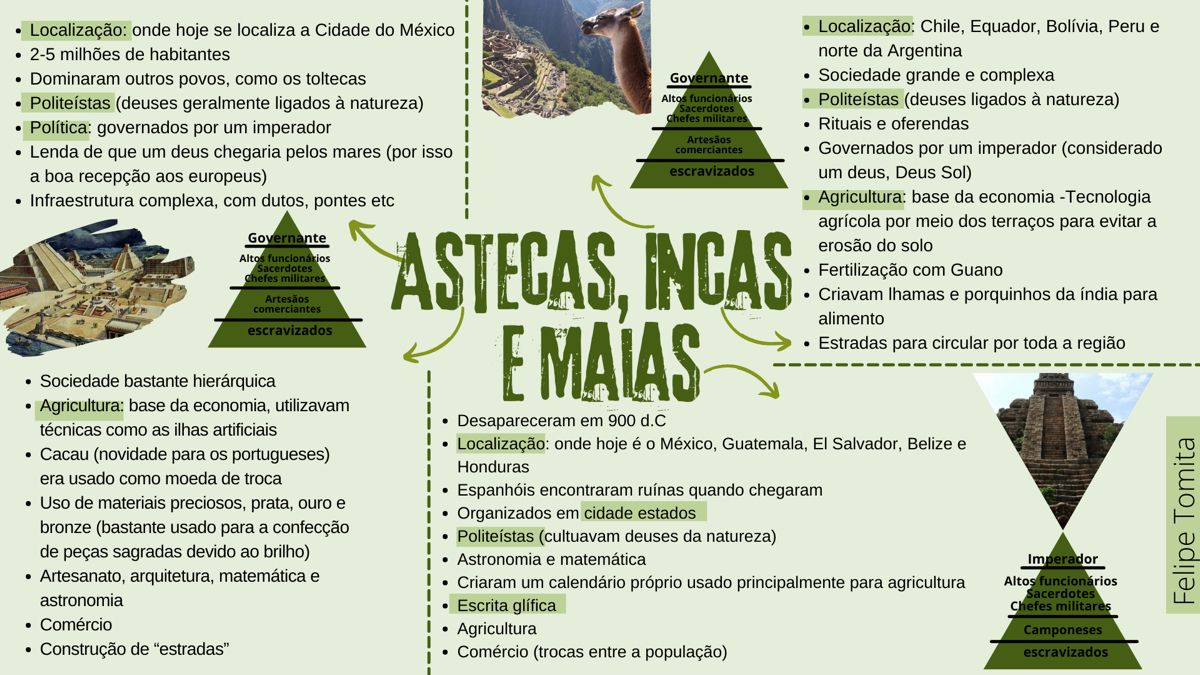 Localização: onde hoje se localiza a Cidade do México
2-5 milhões de habitantes
Dominaram outros povos, como os toltecas
Politeístas (deuses geralmente ligados à natureza)
Política: governados por um imperador
Lenda de que um deus chegaria pelos mares (por isso
a boa recepção aos europeus)
Infraestrutura complexa, com dutos, pontes etc
Governante
Altos funcionários
Sacerdotes
Chefes militares
Artesãos
comerciantes
escravizados
Sociedade bastante hierárquica
Agricultura: base da economia, utilizavam
técnicas como as ilhas artificiais
Cacau (novidade para os portugueses)
era usado como moeda de troca
Uso de materiais preciosos, prata, ouro e
bronze (bastante usado para a confecção
de peças sagradas devido ao brilho)
Artesanato, arquitetura, matemática e
astronomia
Comércio
Construção de “estradas”
ASTECAS, INCAS
E MAÍAS
Governante
Altos funcionários
Sacerdotes
Chefes militares
Artesãos
comerciantes
escravizados
Localização: Chile, Equador, Bolívia, Peru e
norte da Argentina
Sociedade grande e complexa
Politeístas (deuses ligados à natureza)
Rituais e oferendas
Governados por um imperador (considerado
um deus, Deus Sol)
Agricultura: base da economia -Tecnologia
agrícola por meio dos terraços para evitar a
erosão do solo
Fertilização com Guano
Criavam lhamas e porquinhos da índia para
alimento
Estradas para circular por toda a região
Desapareceram em 900 d.C
Localização: onde hoje é o México, Guatemala, El Salvador, Belize e
Honduras
Espanhóis encontraram ruínas quando chegaram
Organizados em cidade estados
Politeístas (cultuavam deuses da natureza)
Astronomia e matemática
Criaram um calendário próprio usado principalmente para agricultura
Escrita glífica
Agricultura
Comércio (trocas entre a população)
Imperador
Altos funcionários
Sacerdotes
Chefes militares
Camponeses
escravizados
Felipe Tomita